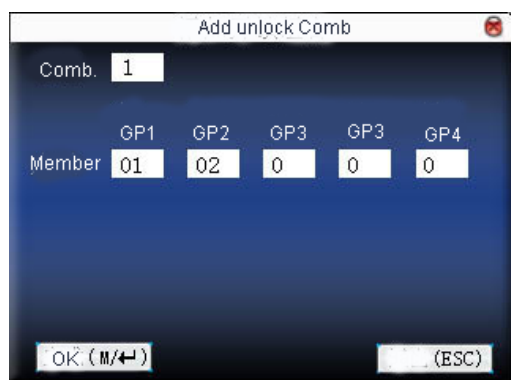 Add unlock Comb
Comb. 1
GP1 GP2 GP3 GP3 GP4
Member 01 02 0 0 0
OK (M/↵) (ESC)